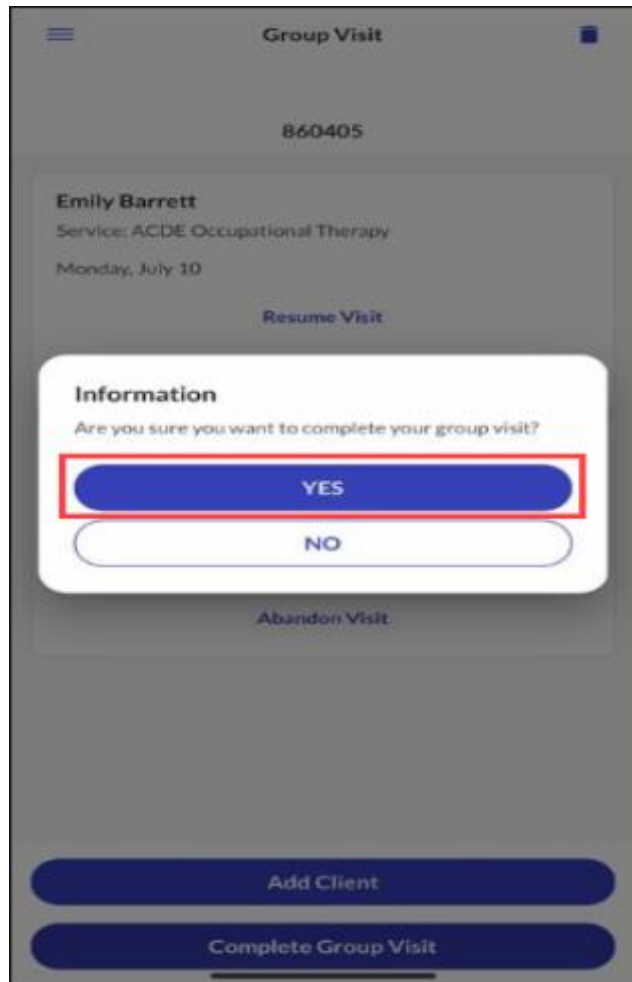 Group Visit
860405
Emily Barrett
Service: ACDE Occupational Therapy
Monday, July 10
Resume Visit
Information
Are you sure you want to complete your group visit?
YES
NO
Abandon Visit
Add Client
Complete Group Visit